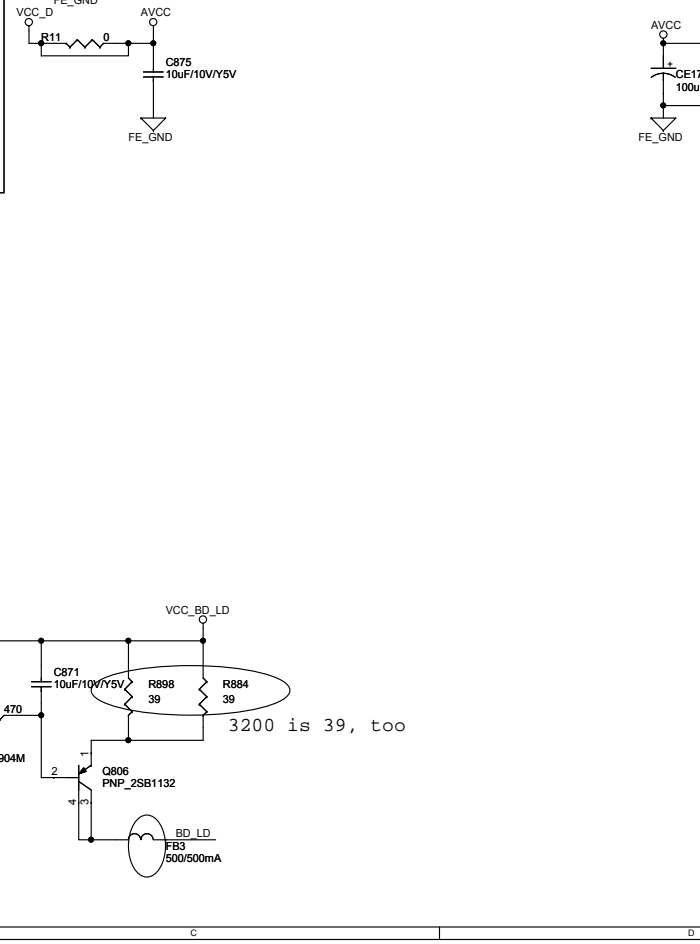 FE_GND
VCC_D
AVCC
R11
0
C875
10uF/10V/Y5V
FE_GND
AVCC
+
CE17
100u
FE_GND
VCC_BD_LD
C871
10uF/10V/Y5V
R898
39
R884
39
470
3200 is 39, too
904M
1
2
Q806
PNP_2SB1132
4
3
BD_LD
FB3
500/500mA
C
D